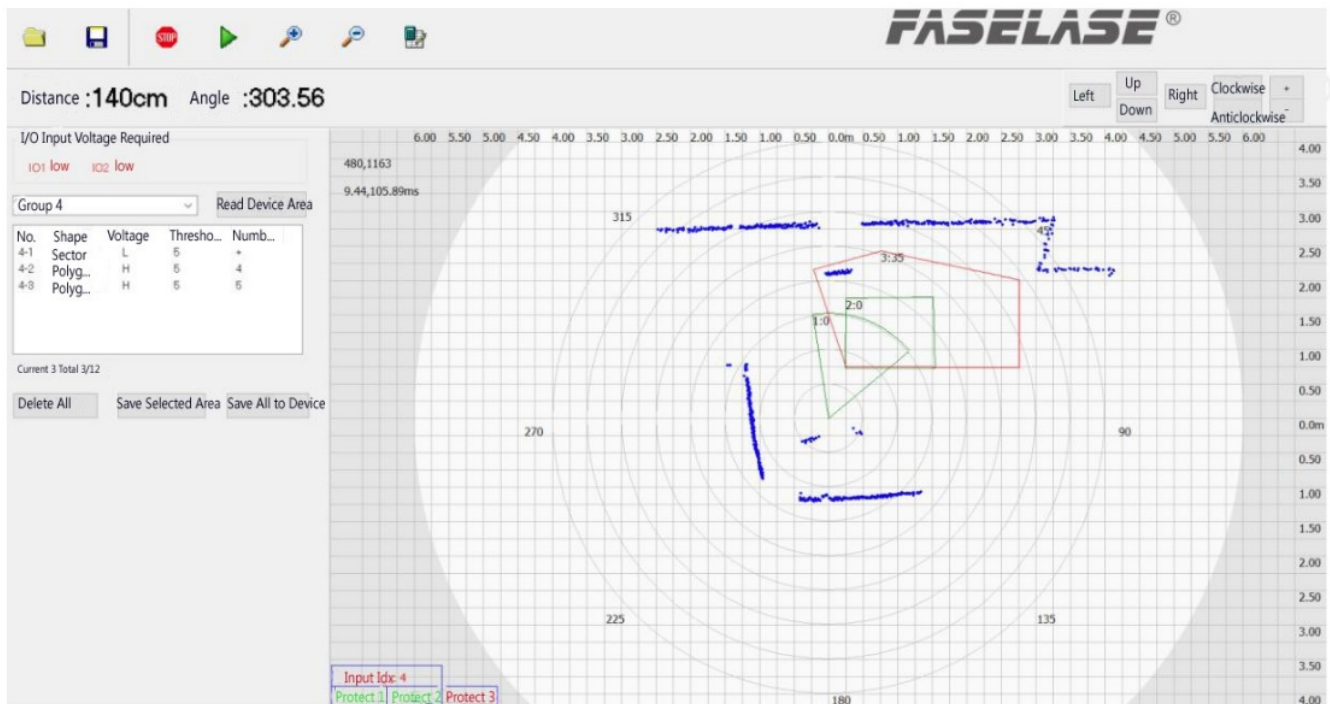 STOP
FASELASE®
Distance :140cm Angle :303.56
Left Up Down Right Clockwise Anticlockwise + -
I/O Input Voltage Required
IO1 low IO2 low
Group 4
Read Device Area
No. Shape Voltage Thresho... Numb...
4-1 Sector L 5 *
4-2 Polyg... H 5 4
4-3 Polyg... H 5 5
Current 3 Total 3/12
Delete All Save Selected Area Save All to Device
6.00 5.50 5.00 4.50 4.00 3.50 3.00 2.50 2.00 1.50 1.00 0.50 0.0m 0.50 1.00 1.50 2.00 2.50 3.00 3.50 4.00 4.50 5.00 5.50 6.00
480,1163
9.44,105.89ms
315
45
3:35
2:0
1:0
270
90
225
135
180
4.00
3.50
3.00
2.50
2.00
1.50
1.00
0.50
0.0m
0.50
1.00
1.50
2.00
2.50
3.00
3.50
4.00
Input Idx: 4
Protect 1 Protect 2 Protect 3